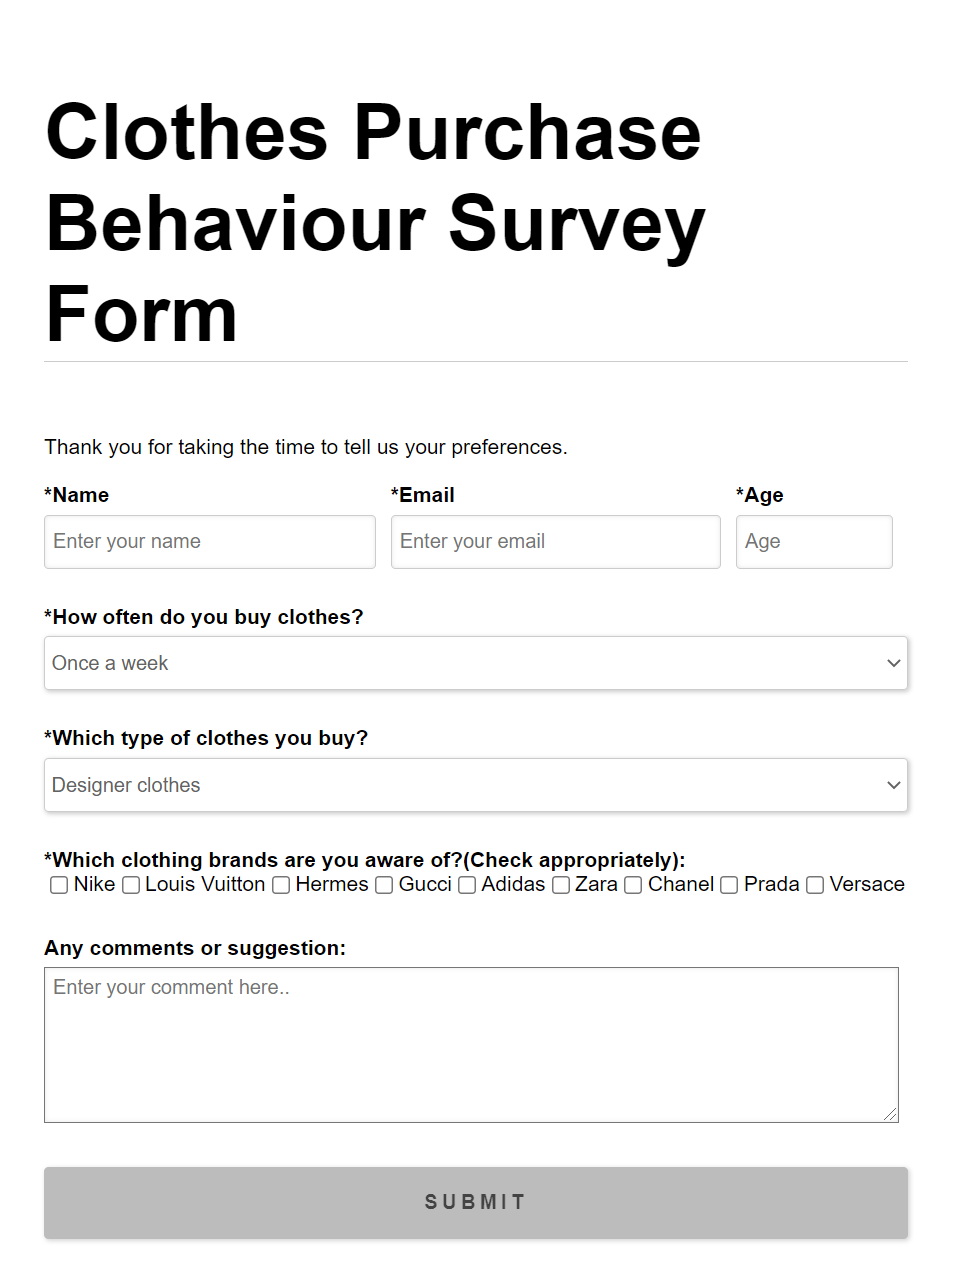 Clothes Purchase
Behaviour Survey
Form
Thank you for taking the time to tell us your preferences.
*Name *Email *Age
Enter your name Enter your email Age
*How often do you buy clothes?
Once a week
*Which type of clothes you buy?
Designer clothes
*Which clothing brands are you aware of?(Check appropriately):
Nike Louis Vuitton Hermes Gucci Adidas Zara Chanel Prada Versace
Any comments or suggestion:
Enter your comment here..
SUBMIT